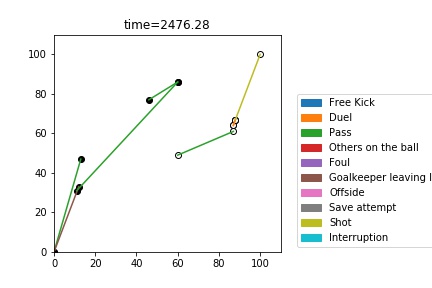 time=2476.28
100
80
60
40
20
0
0 20 40 60 80 100
Free Kick
Duel
Pass
Others on the ball
Foul
Goalkeeper leaving l
Offside
Save attempt
Shot
Interruption